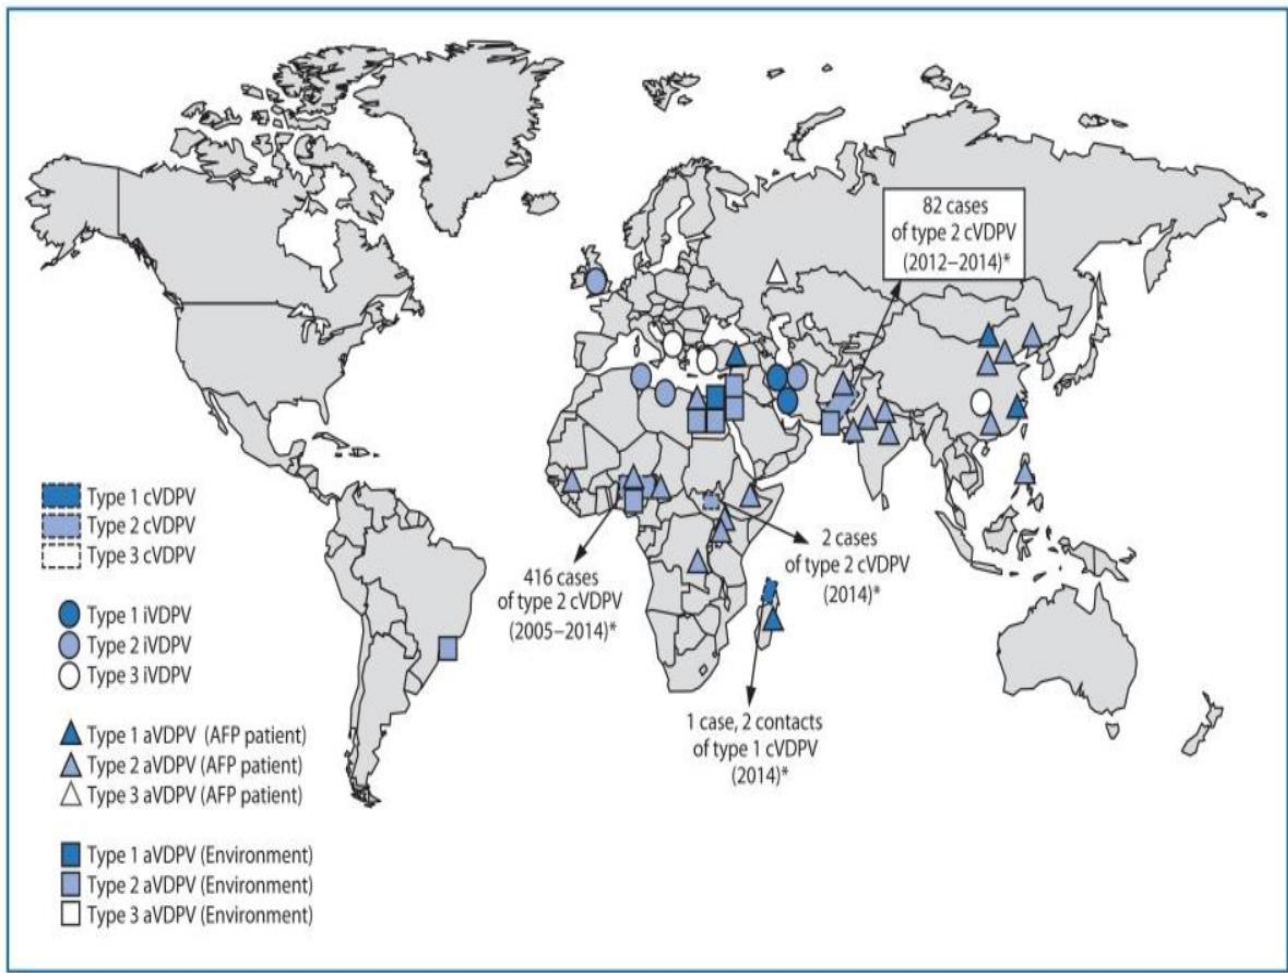 82 cases
of type 2 cVDPV
(2012–2014)*
Type 1 cVDPV
Type 2 cVDPV
Type 3 cVDPV
416 cases
of type 2 cVDPV
(2005–2014)*
2 cases
of type 2 cVDPV
(2014)*
Type 1 iVDPV
Type 2 iVDPV
Type 3 iVDPV
1 case, 2 contacts
of type 1 cVDPV
(2014)*
Type 1 aVDPV (AFP patient)
Type 2 aVDPV (AFP patient)
Type 3 aVDPV (AFP patient)
Type 1 aVDPV (Environment)
Type 2 aVDPV (Environment)
Type 3 aVDPV (Environment)